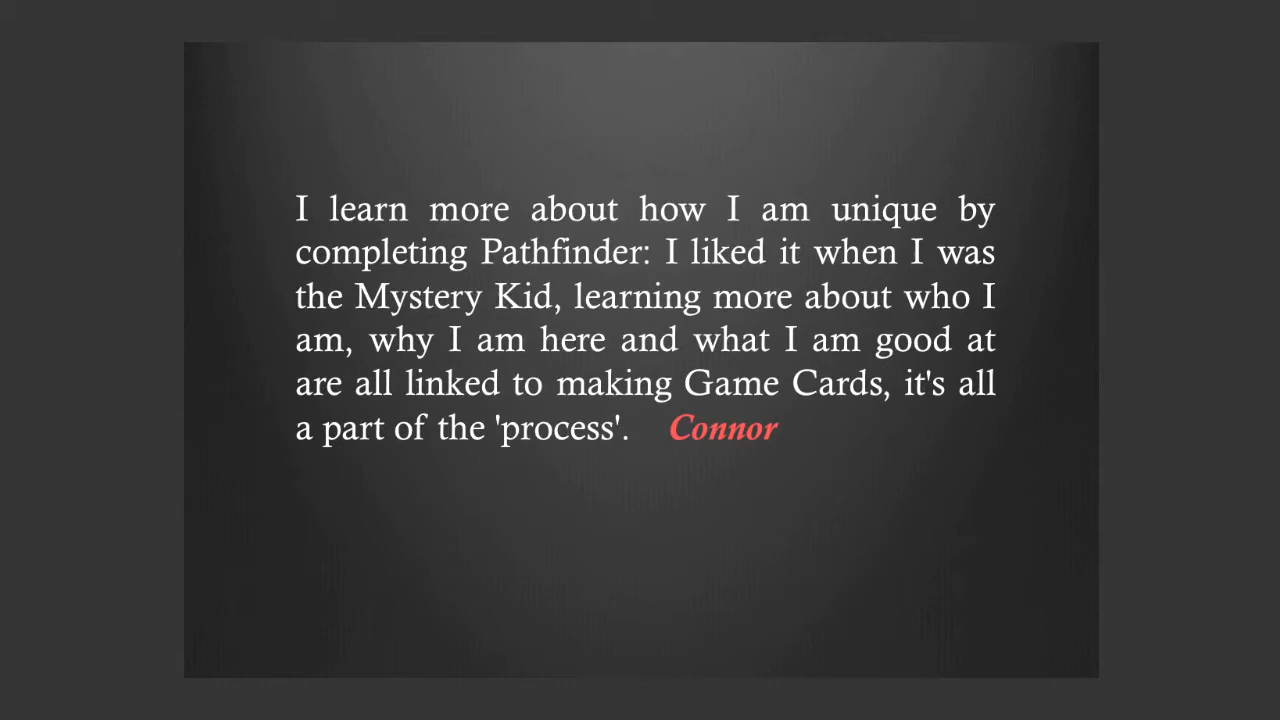 I learn more about how I am unique by
completing Pathfinder: I liked it when I was
the Mystery Kid, learning more about who I
am, why I am here and what I am good at
are all linked to making Game Cards, it's all
a part of the 'process'. Connor